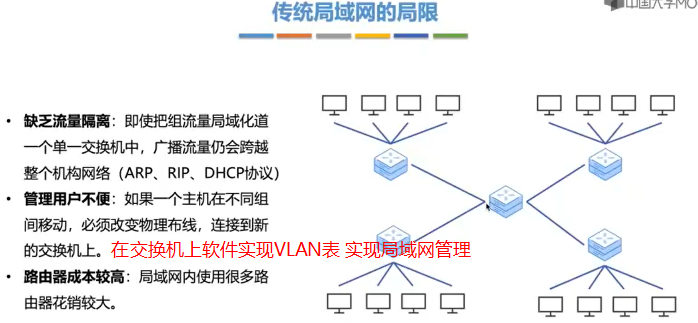 传统局域网的局限
中国大学MO
• 缺乏流量隔离：即使把组流量局域化道
一个单一交换机中，广播流量仍会跨越
整个机构网络（ARP、RIP、DHCP协议）
• 管理用户不便：如果一个主机在不同组
间移动，必须改变物理布线，连接到新
的交换机上。在交换机上软件实现VLAN表 实现局域网管理
• 路由器成本较高：局域网内使用很多路
由器花销较大。